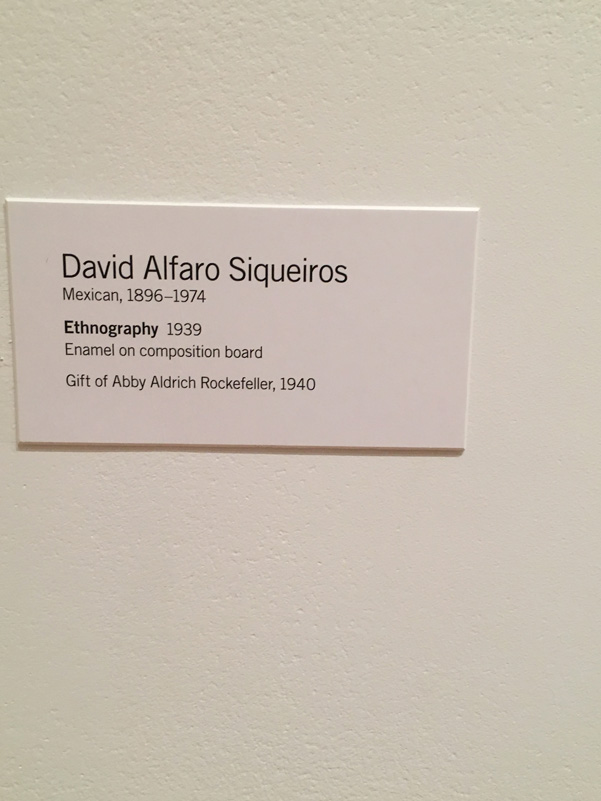 David Alfaro Siqueiros
Mexican, 1896–1974
Ethnography 1939
Enamel on composition board
Gift of Abby Aldrich Rockefeller, 1940